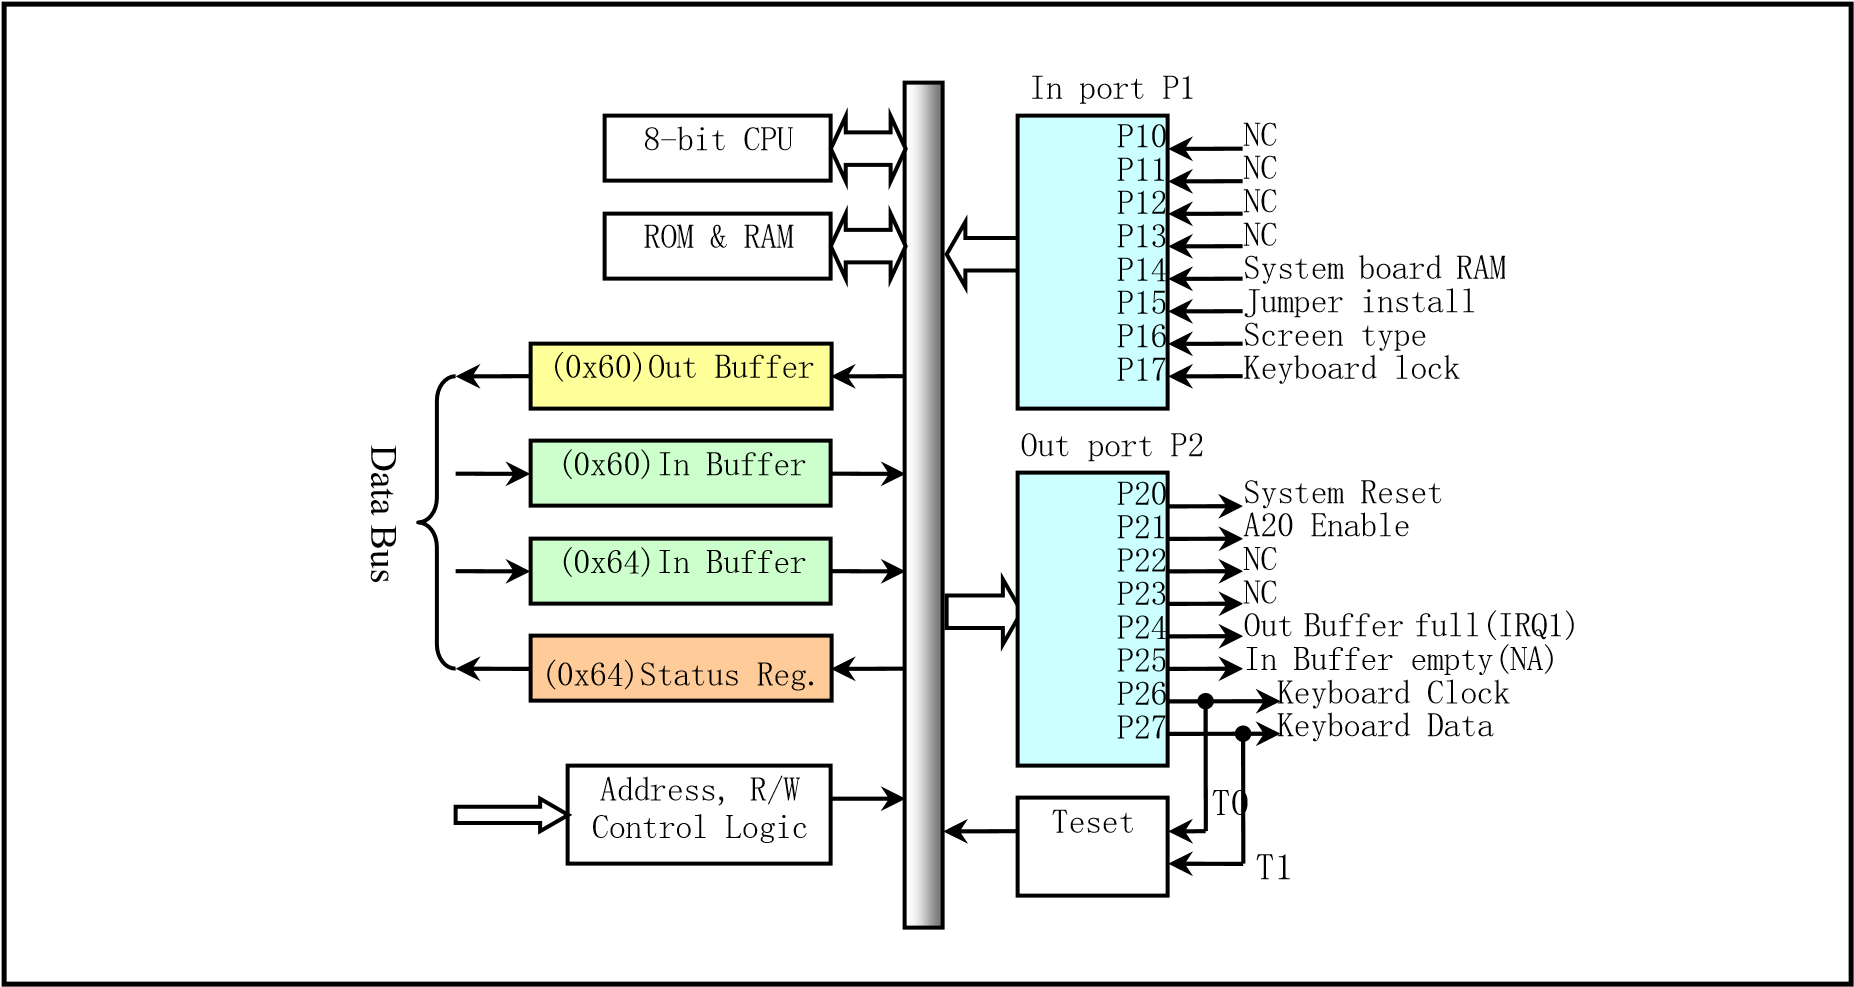 In port P1
8-bit CPU
P10 NC
P11 NC
P12 NC
ROM & RAM
P13 NC
P14 System board RAM
P15 Jumper install
P16 Screen type
P17 Keyboard lock
(0x60)Out Buffer
Out port P2
(0x60)In Buffer
P20 System Reset
P21 A20 Enable
Data Bus
(0x64)In Buffer
P22 NC
P23 NC
P24 Out Buffer full(IRQ1)
P25 In Buffer empty(NA)
(0x64)Status Reg.
P26 Keyboard Clock
P27 Keyboard Data
Address, R/W
Control Logic
T0
Teset
T1